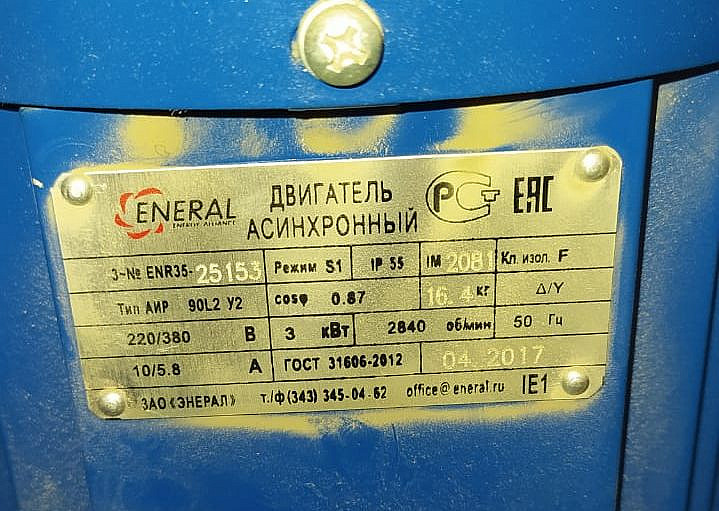 ENERAL
ENERGY ALLIANCE
ДВИГАТЕЛЬ
АСИНХРОННЫЙ
РСТ
ЕАС
3~№ ENR35-25153 Режим S1 IP 55 IM 2081 Кл. изол. F
Тип АИР 90L2 У2 cosφ 0.87 16.4 кг Δ/Y
220/380 В 3 кВт 2840 об/мин 50 Гц
10/5.8 А ГОСТ 31606-2012 04.2017
ЗАО «ЭНЕРАЛ» т./ф (343) 345-04-62 office@eneral.ru IE1